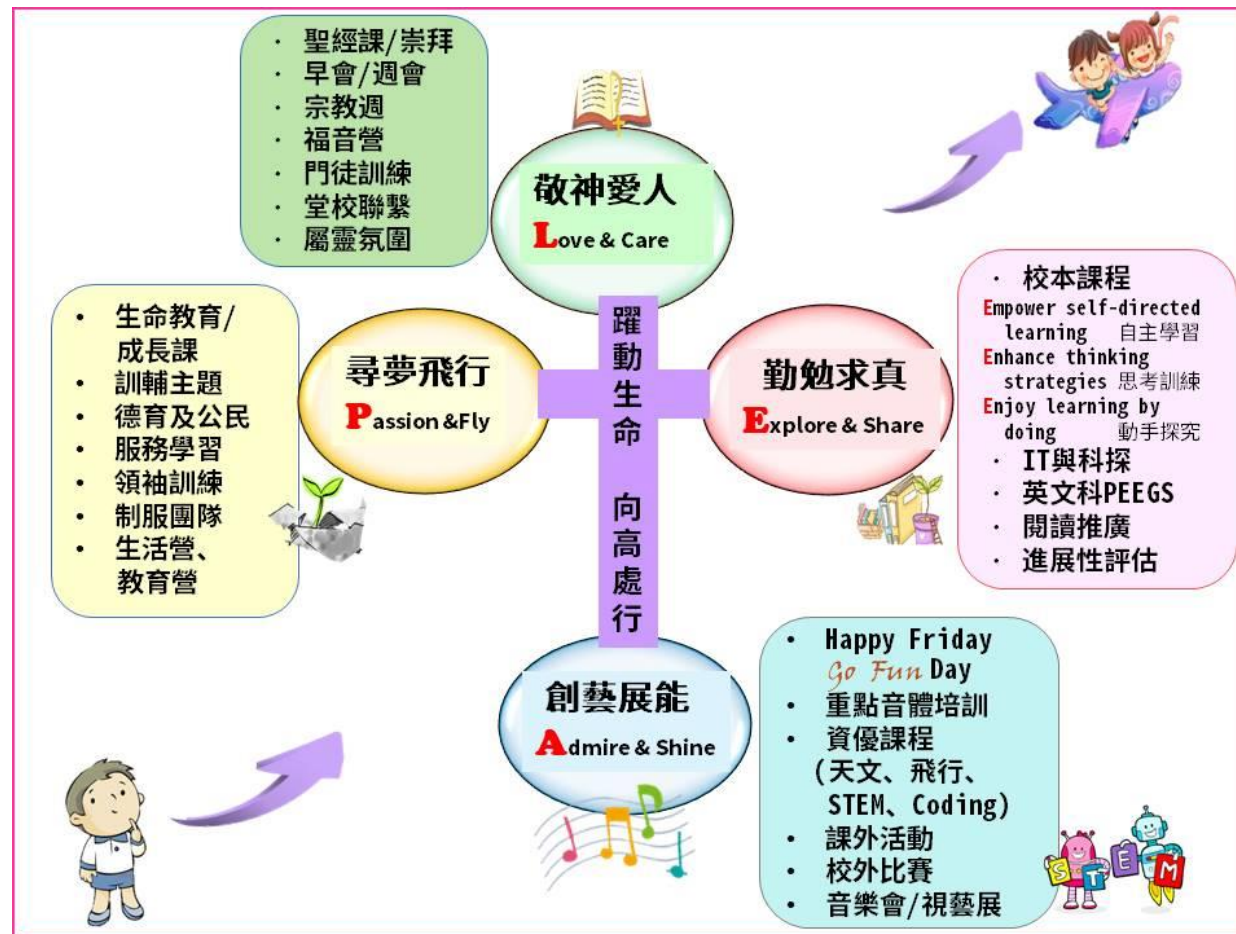 · 聖經課/崇拜
· 早會/週會
· 宗教週
· 福音營
· 門徒訓練
· 堂校聯繫
· 屬靈氛圍
敬神愛人
Love & Care
• 生命教育/
成長課
• 訓輔主題
• 德育及公民
• 服務學習
• 領袖訓練
• 制服團隊
• 生活營、
教育營
尋夢飛行
Passion &Fly
躍動生命 向高處行
勤勉求真
Explore & Share
· 校本課程
Empower self-directed
learning 自主學習
Enhance thinking
strategies 思考訓練
Enjoy learning by
doing 動手探究
· IT與科探
· 英文科PEEGS
· 閱讀推廣
· 進展性評估
創藝展能
Admire & Shine
• Happy Friday
Go Fun Day
• 重點音體培訓
• 資優課程
(天文、飛行、
STEM、Coding)
• 課外活動
• 校外比賽
• 音樂會/視藝展
STEM